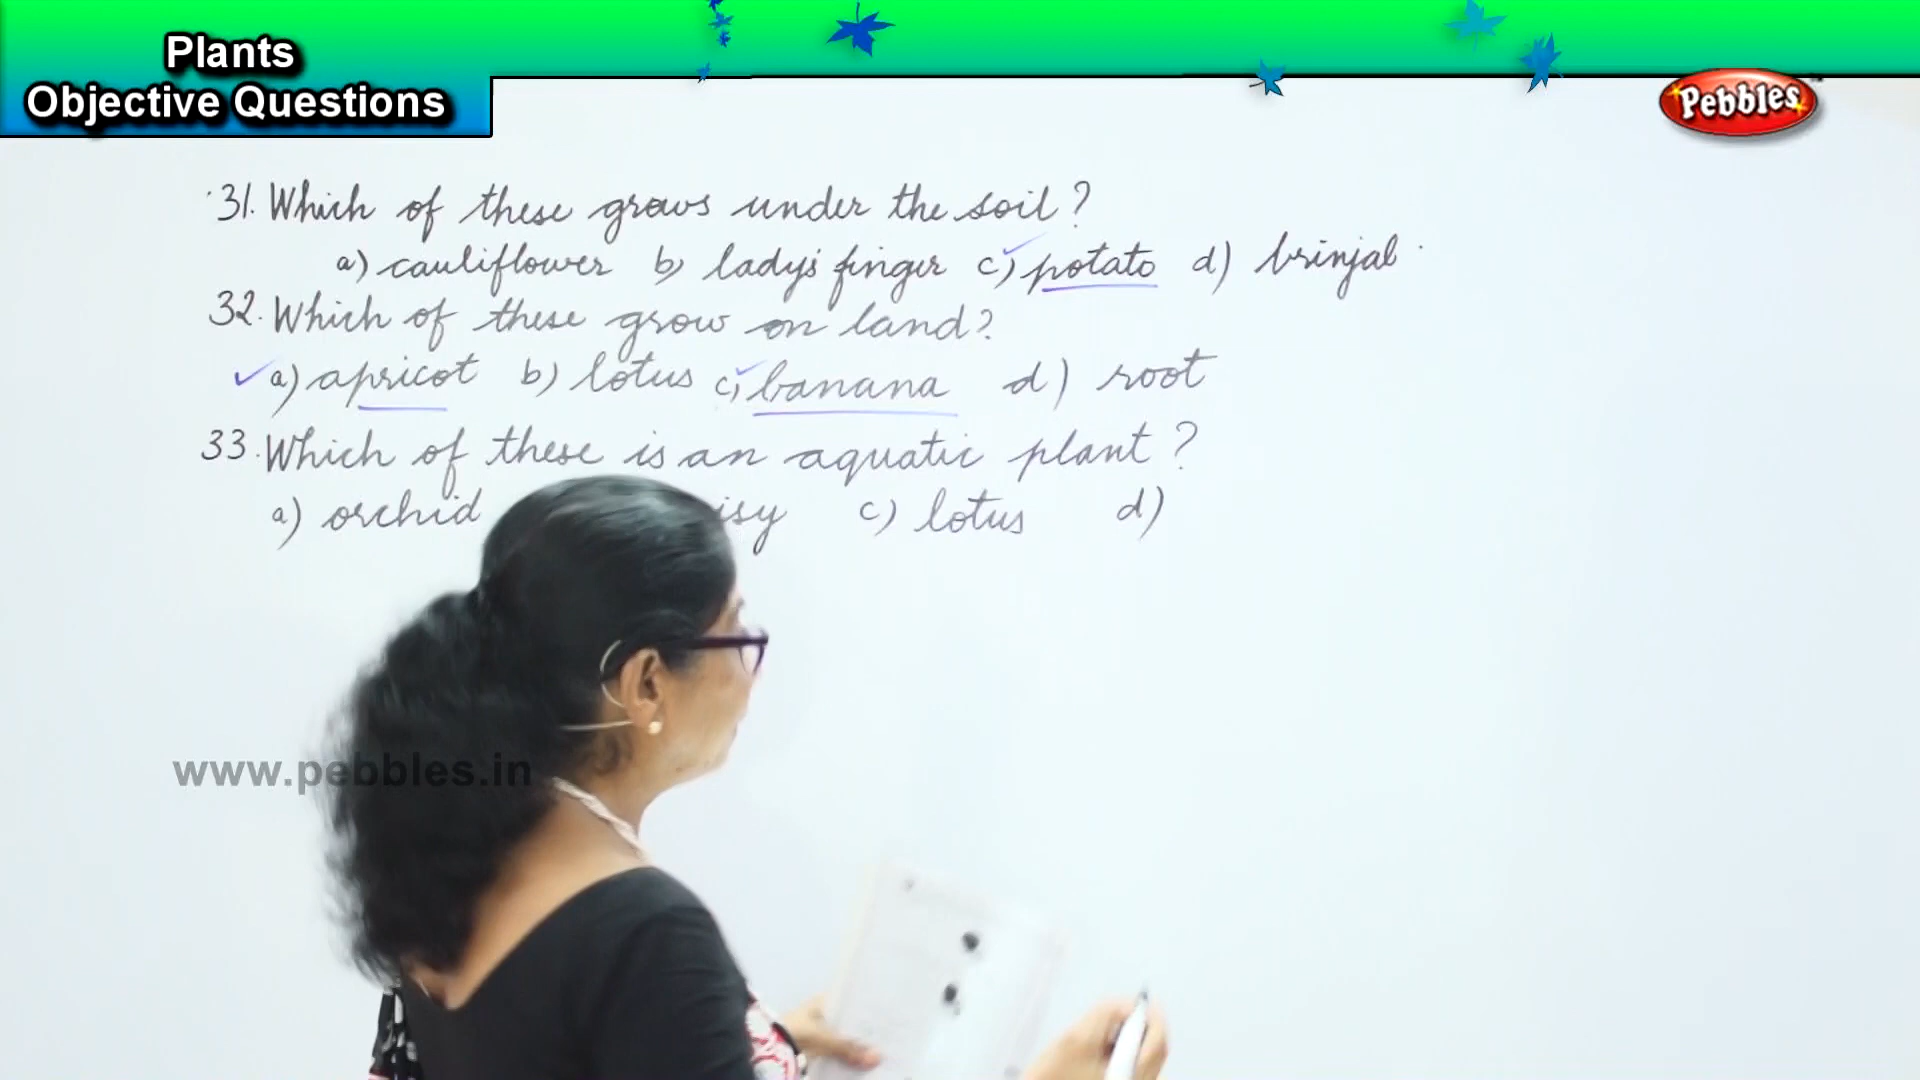 Plants
Objective Questions
Pebbles
31. Which of these grows under the soil?
a) cauliflower b) lady's finger c) potato d) brinjal
32. Which of these grow on land?
a) apricot b) lotus c) banana d) root
33. Which of these is an aquatic plant?
a) orchid c) lotus d)
www.pebbles.in